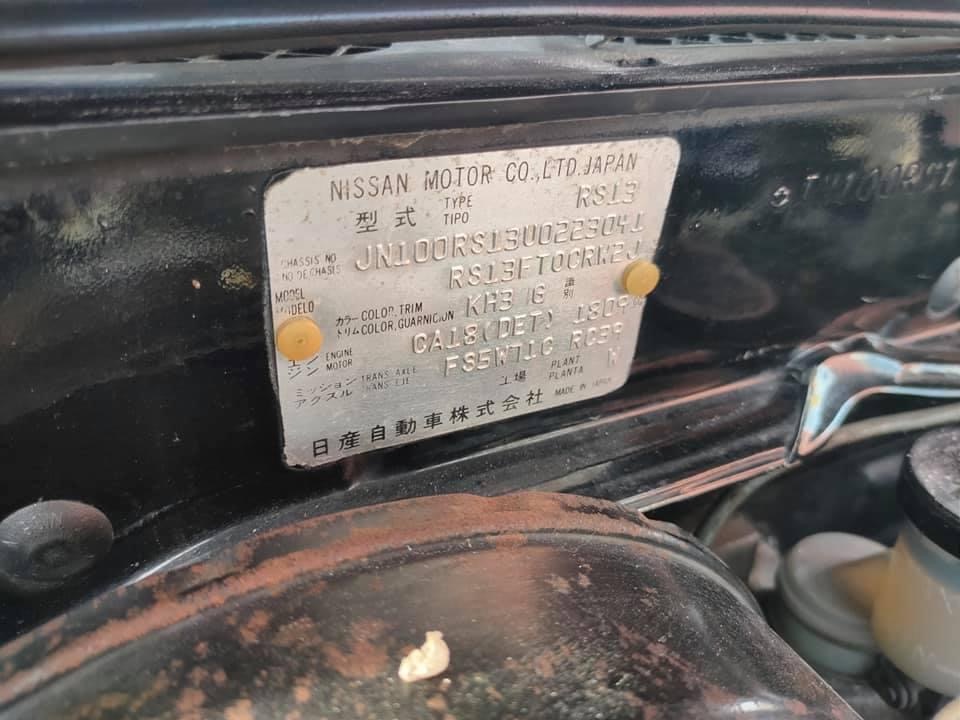 NISSAN MOTOR CO.,LTD.JAPAN
型式 TYPE TIPO RS13
CHASSIS NO NO DE CHASIS JN100RS13U0223041
MODEL MODELO RS13FTOCRW2J
カラー トリム COLOR,TRIM COLOR,GUARNICION KH3 G 識別
エンジン ENGINE MOTOR CA18(DET) 1809
ミッション アクスル TRANS.AXLE TRANS.EJE FS5W71C RC39
工場 PLANT PLANTA W
日産自動車株式会社 MADE IN JAPAN